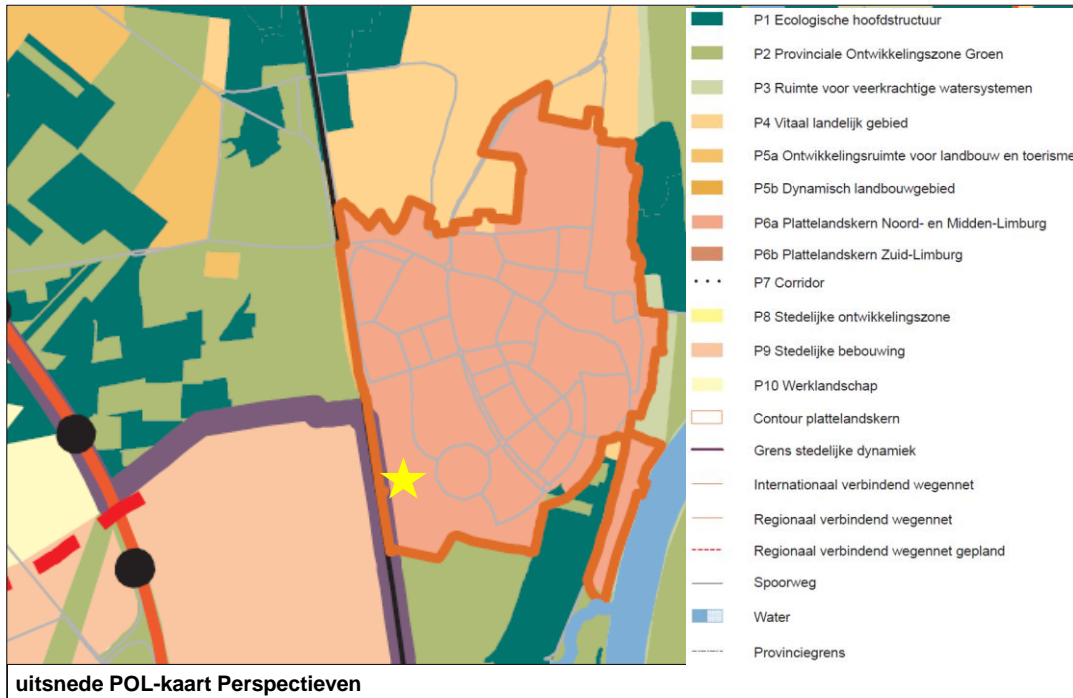 P1 Ecologische hoofdstructuur
P2 Provinciale Ontwikkelingszone Groen
P3 Ruimte voor veerkrachtige watersystemen
P4 Vitaal landelijk gebied
P5a Ontwikkelingsruimte voor landbouw en toerisme
P5b Dynamisch landbouwgebied
P6a Plattelandskern Noord- en Midden-Limburg
P6b Plattelandskern Zuid-Limburg
P7 Corridor
P8 Stedelijke ontwikkelingszone
P9 Stedelijke bebouwing
P10 Werklandschap
Contour plattelandskern
Grens stedelijke dynamiek
Internationaal verbindend wegennet
Regionaal verbindend wegennet
Regionaal verbindend wegennet gepland
Spoorweg
Water
Provinciegrens
uitsnede POL-kaart Perspectieven